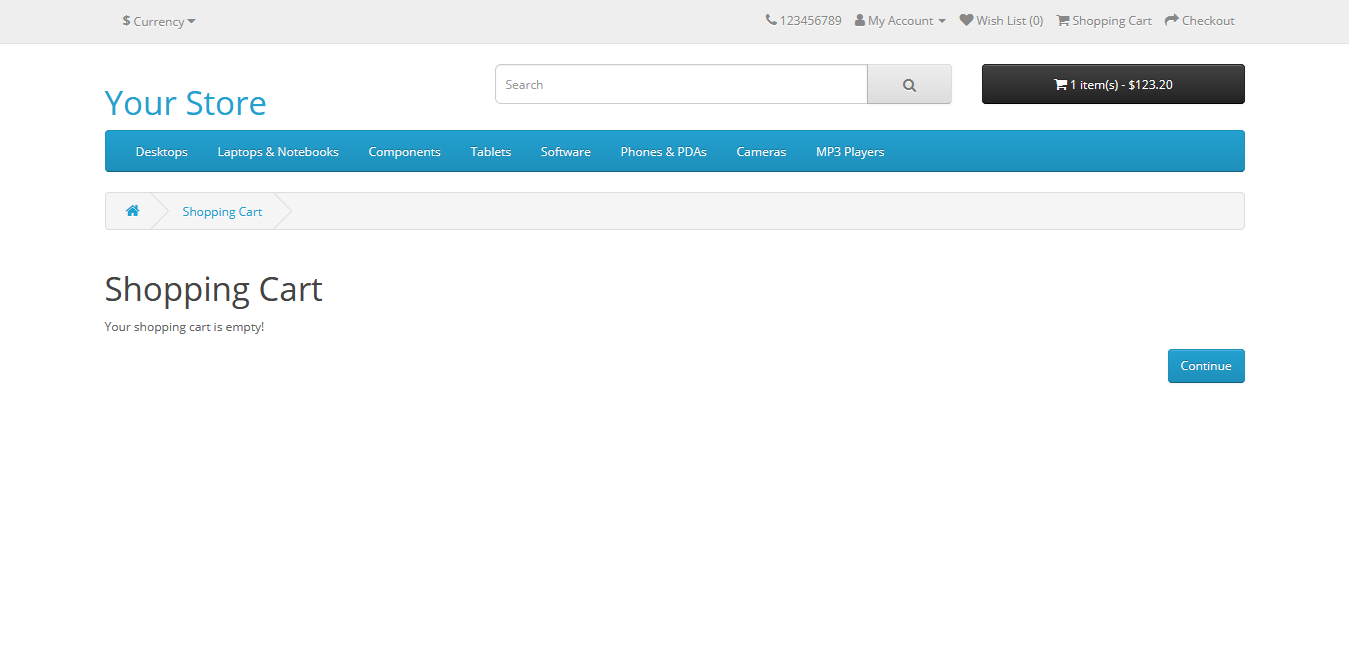 $ Currency
123456789 My Account Wish List (0) Shopping Cart Checkout
Your Store
Search
1 item(s) - $123.20
Desktops Laptops & Notebooks Components Tablets Software Phones & PDAs Cameras MP3 Players
Shopping Cart
Shopping Cart
Your shopping cart is empty!
Continue